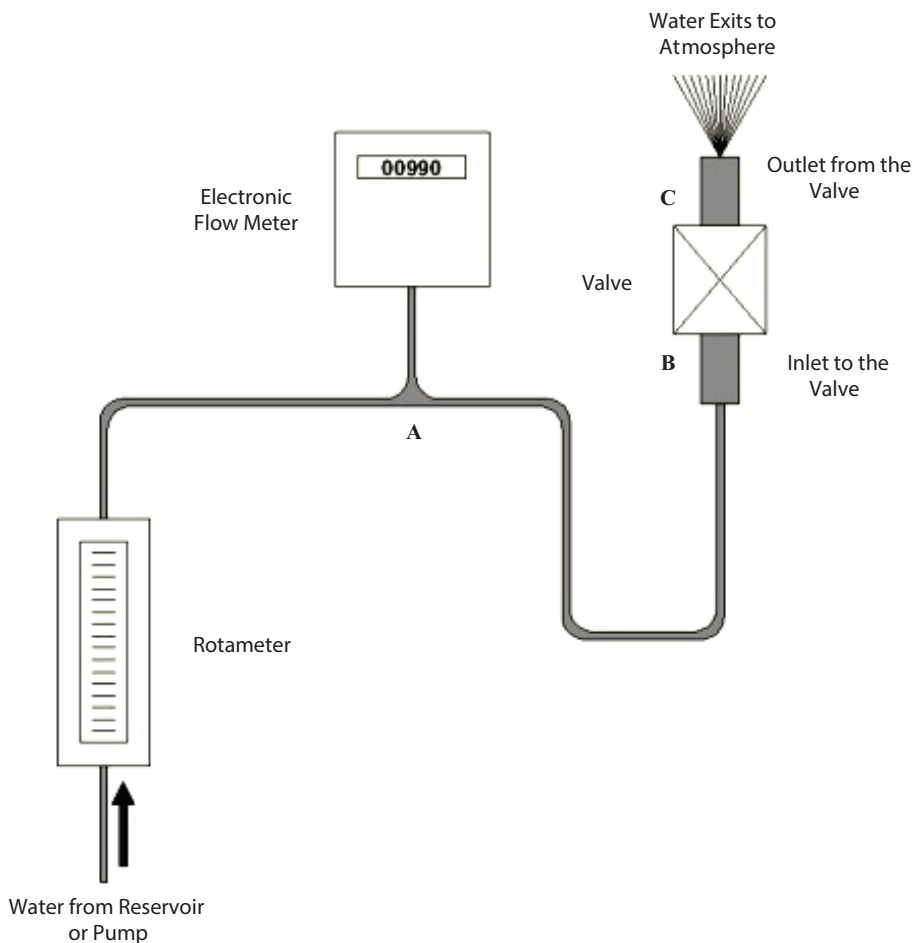 Water Exits to
Atmosphere
00990
Electronic
Flow Meter
Outlet from the
Valve
C
Valve
B
Inlet to the
Valve
A
Rotameter
Water from Reservoir
or Pump